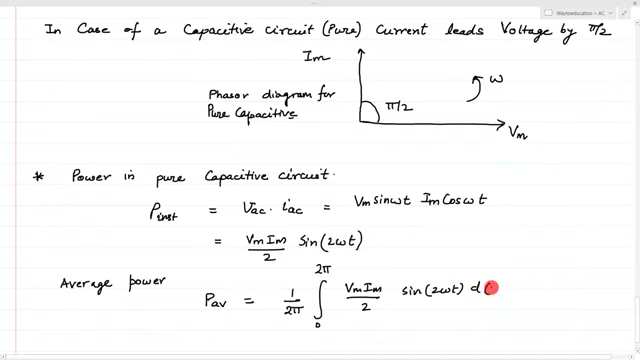 Waytoeducation + AC
In Case of a Capacitive circuit (Pure) Current leads Voltage by π/2
Im
ω
Phasor diagram for
Pure Capacitive
π/2
Vm
* Power in pure Capacitive circuit.
Pinst = Vac . iac = Vm sinωt Im Cosωt
= VmIm/2 sin(2ωt)
Average power
Pav = 1/2π ∫₀^2π VmIm/2 sin(2ωt) d(